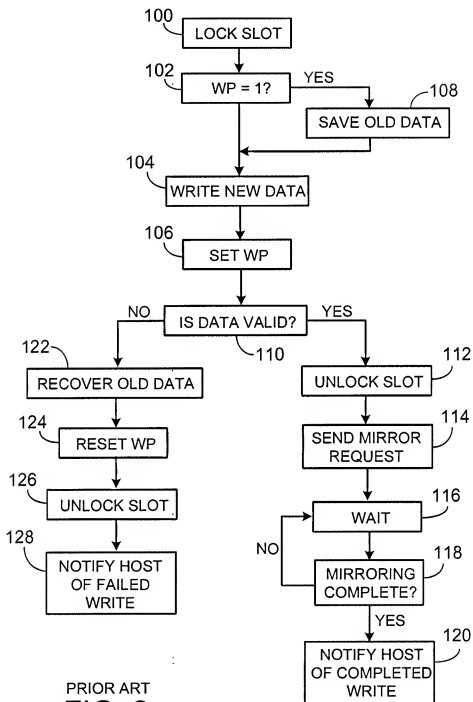 100
LOCK SLOT
102
WP = 1?
YES
108
SAVE OLD DATA
104
WRITE NEW DATA
106
SET WP
NO
IS DATA VALID?
YES
110
122
RECOVER OLD DATA
112
UNLOCK SLOT
124
RESET WP
114
SEND MIRROR
REQUEST
126
UNLOCK SLOT
116
WAIT
128
NOTIFY HOST
OF FAILED
WRITE
NO
118
MIRRORING
COMPLETE?
YES
120
NOTIFY HOST
OF COMPLETED
WRITE
PRIOR ART